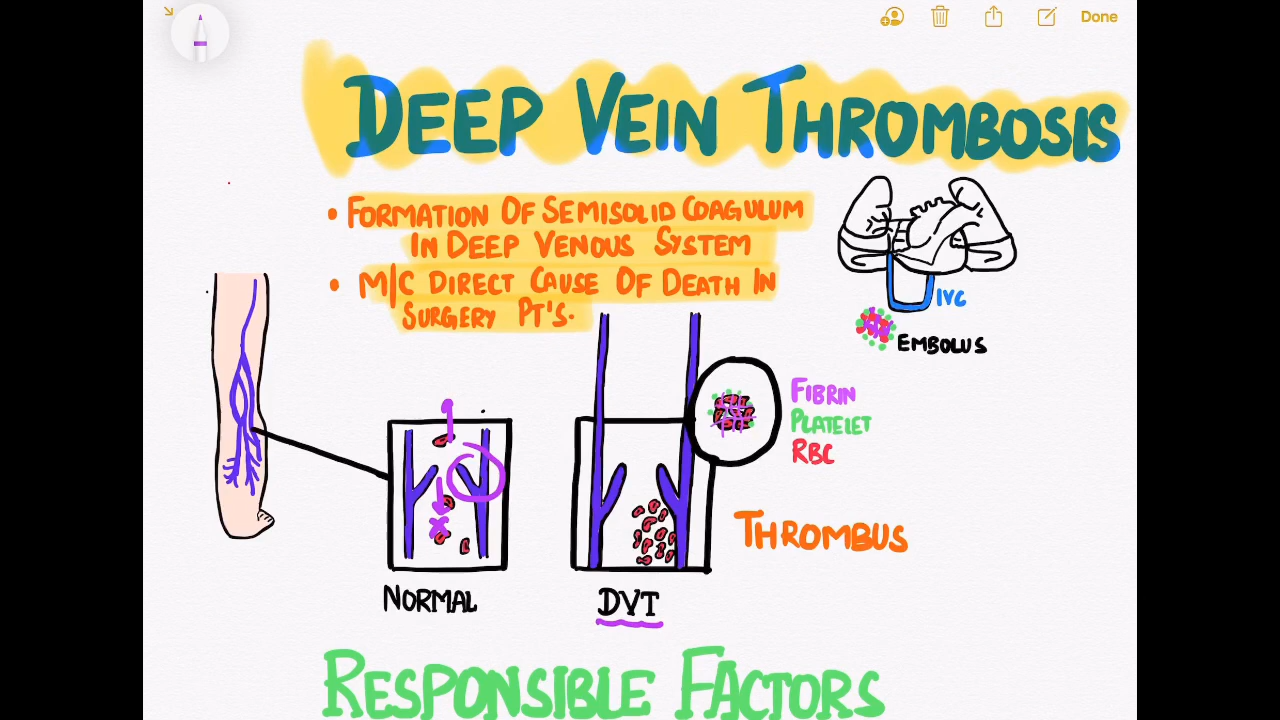 Done
DEEP VEIN THROMBOSIS
• FORMATION OF SEMISOLID COAGULUM
IN DEEP VENOUS SYSTEM
• M/C DIRECT CAUSE OF DEATH IN
SURGERY PT'S.
IVC
EMBOLUS
FIBRIN
PLATELET
RBC
THROMBUS
NORMAL
DVT
RESPONSIBLE FACTORS